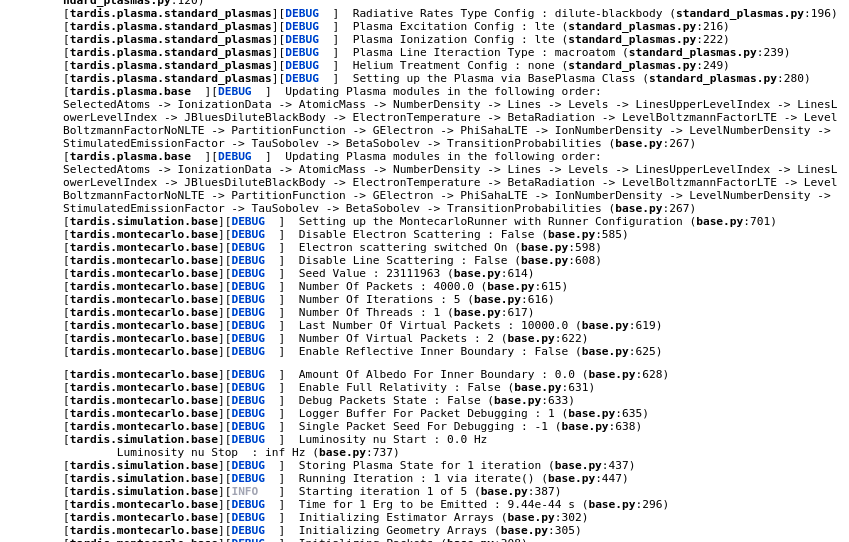 ndard_plasmas.py:120)
[tardis.plasma.standard_plasmas][DEBUG  ]  Radiative Rates Type Config : dilute-blackbody (standard_plasmas.py:196)
[tardis.plasma.standard_plasmas][DEBUG  ]  Plasma Excitation Config : lte (standard_plasmas.py:216)
[tardis.plasma.standard_plasmas][DEBUG  ]  Plasma Ionization Config : lte (standard_plasmas.py:222)
[tardis.plasma.standard_plasmas][DEBUG  ]  Plasma Line Iteraction Type : macroatom (standard_plasmas.py:239)
[tardis.plasma.standard_plasmas][DEBUG  ]  Helium Treatment Config : none (standard_plasmas.py:249)
[tardis.plasma.standard_plasmas][DEBUG  ]  Setting up the Plasma via BasePlasma Class (standard_plasmas.py:280)
[tardis.plasma.base  ][DEBUG  ]  Updating Plasma modules in the following order:
SelectedAtoms -> IonizationData -> AtomicMass -> NumberDensity -> Lines -> Levels -> LinesUpperLevelIndex -> LinesL
owerLevelIndex -> JBluesDiluteBlackBody -> ElectronTemperature -> BetaRadiation -> LevelBoltzmannFactorLTE -> Level
BoltzmannFactorNoNLTE -> PartitionFunction -> GElectron -> PhiSahaLTE -> IonNumberDensity -> LevelNumberDensity ->
StimulatedEmissionFactor -> TauSobolev -> BetaSobolev -> TransitionProbabilities (base.py:267)
[tardis.plasma.base  ][DEBUG  ]  Updating Plasma modules in the following order:
SelectedAtoms -> IonizationData -> AtomicMass -> NumberDensity -> Lines -> Levels -> LinesUpperLevelIndex -> LinesL
owerLevelIndex -> JBluesDiluteBlackBody -> ElectronTemperature -> BetaRadiation -> LevelBoltzmannFactorLTE -> Level
BoltzmannFactorNoNLTE -> PartitionFunction -> GElectron -> PhiSahaLTE -> IonNumberDensity -> LevelNumberDensity ->
StimulatedEmissionFactor -> TauSobolev -> BetaSobolev -> TransitionProbabilities (base.py:267)
[tardis.simulation.base][DEBUG  ]  Setting up the MontecarloRunner with Runner Configuration (base.py:701)
[tardis.montecarlo.base][DEBUG  ]  Disable Electron Scattering : False (base.py:585)
[tardis.montecarlo.base][DEBUG  ]  Electron scattering switched On (base.py:598)
[tardis.montecarlo.base][DEBUG  ]  Disable Line Scattering : False (base.py:608)
[tardis.montecarlo.base][DEBUG  ]  Seed Value : 23111963 (base.py:614)
[tardis.montecarlo.base][DEBUG  ]  Number Of Packets : 4000.0 (base.py:615)
[tardis.montecarlo.base][DEBUG  ]  Number Of Iterations : 5 (base.py:616)
[tardis.montecarlo.base][DEBUG  ]  Number Of Threads : 1 (base.py:617)
[tardis.montecarlo.base][DEBUG  ]  Last Number Of Virtual Packets : 10000.0 (base.py:619)
[tardis.montecarlo.base][DEBUG  ]  Number Of Virtual Packets : 2 (base.py:622)
[tardis.montecarlo.base][DEBUG  ]  Enable Reflective Inner Boundary : False (base.py:625)
[tardis.montecarlo.base][DEBUG  ]  Amount Of Albedo For Inner Boundary : 0.0 (base.py:628)
[tardis.montecarlo.base][DEBUG  ]  Enable Full Relativity : False (base.py:631)
[tardis.montecarlo.base][DEBUG  ]  Debug Packets State : False (base.py:633)
[tardis.montecarlo.base][DEBUG  ]  Logger Buffer For Packet Debugging : 1 (base.py:635)
[tardis.montecarlo.base][DEBUG  ]  Single Packet Seed For Debugging : -1 (base.py:638)
[tardis.simulation.base][DEBUG  ]  Luminosity nu Start : 0.0 Hz
Luminosity nu Stop  : inf Hz (base.py:737)
[tardis.simulation.base][DEBUG  ]  Storing Plasma State for 1 iteration (base.py:437)
[tardis.simulation.base][DEBUG  ]  Running Iteration : 1 via iterate() (base.py:447)
[tardis.simulation.base][INFO   ]  Starting iteration 1 of 5 (base.py:387)
[tardis.montecarlo.base][DEBUG  ]  Time for 1 Erg to be Emitted : 9.44e-44 s (base.py:296)
[tardis.montecarlo.base][DEBUG  ]  Initializing Estimator Arrays (base.py:302)
[tardis.montecarlo.base][DEBUG  ]  Initializing Geometry Arrays (base.py:305)
[tardis.montecarlo.base][DEBUG  ]  Initializing Packets (base.py:308)